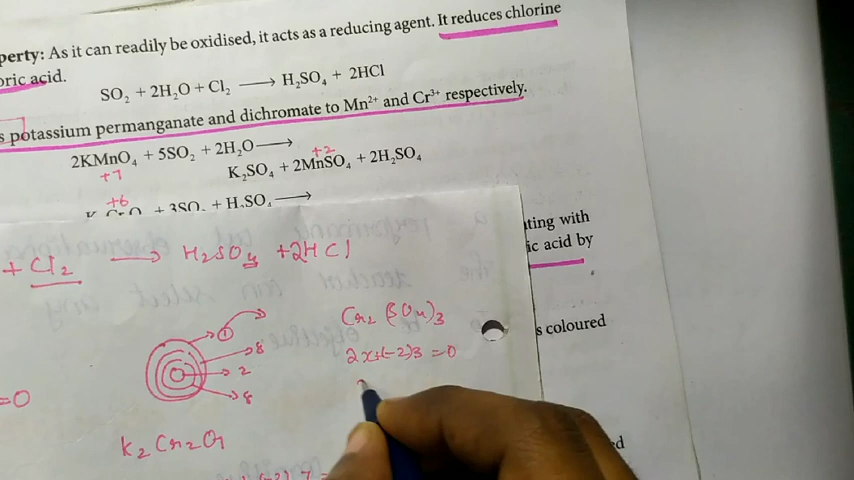 perty: As it can readily be oxidised, it acts as a reducing agent. It reduces chlorine
oric acid.
SO₂ + 2H₂O + Cl₂ ⟶ H₂SO₄ + 2HCl
s potassium permanganate and dichromate to Mn²⁺ and Cr³⁺ respectively.
2KMnO₄ + 5SO₂ + 2H₂O ⟶
+7
+2
K₂SO₄ + 2MnSO₄ + 2H₂SO₄
+6
+ 3SO₂ + H₂SO₄ ⟶
ting with
ic acid by
+ Cl₂ ⟶ H₂SO₄ + 2HCl
s coloured
① 
8
2
8
Cr₂(SO₄)₃
2x+(-2)3 = 0
=0
K₂Cr₂O₇
d